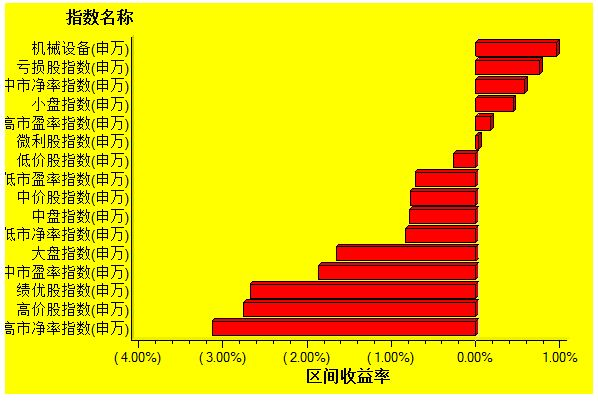 指数名称
机械设备(申万)
亏损股指数(申万)
中市净率指数(申万)
小盘指数(申万)
高市盈率指数(申万)
微利股指数(申万)
低价股指数(申万)
低市盈率指数(申万)
中价股指数(申万)
中盘指数(申万)
低市净率指数(申万)
大盘指数(申万)
中市盈率指数(申万)
绩优股指数(申万)
高价股指数(申万)
高市净率指数(申万)
(4.00%) (3.00%) (2.00%) (1.00%) 0.00% 1.00%
区间收益率